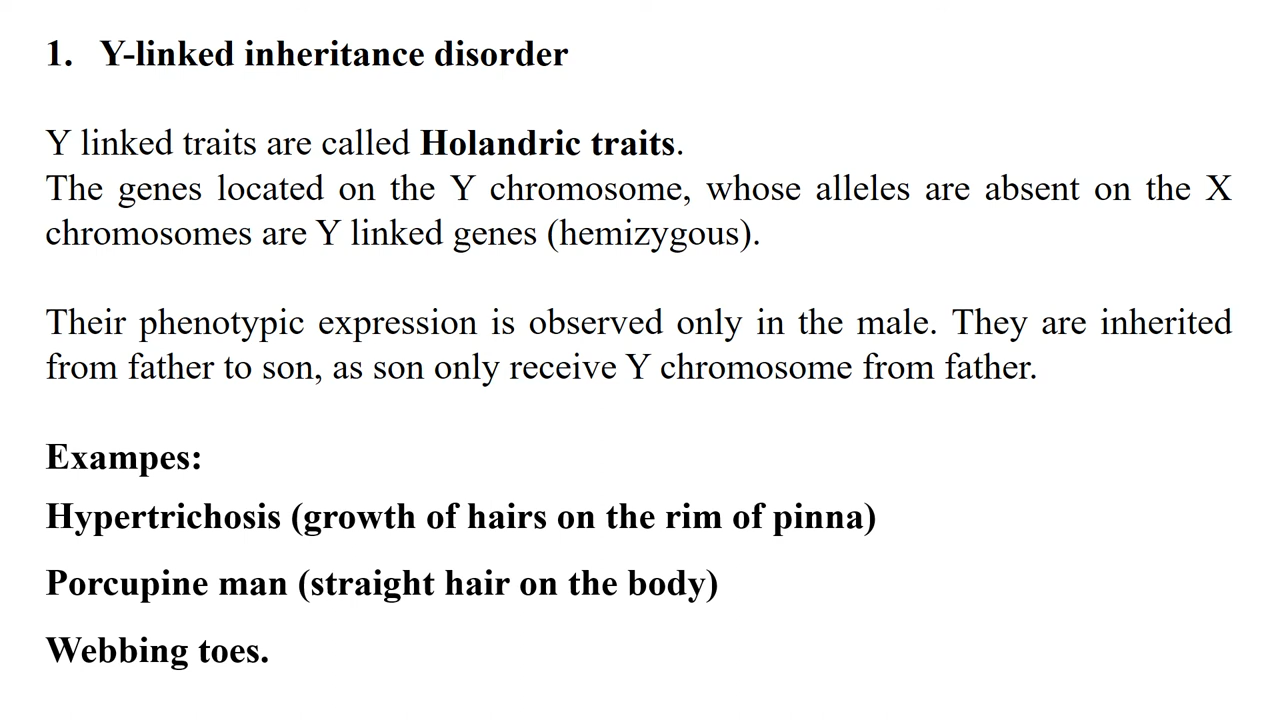 1. Y-linked inheritance disorder
Y linked traits are called Holandric traits.
The genes located on the Y chromosome, whose alleles are absent on the X
chromosomes are Y linked genes (hemizygous).
Their phenotypic expression is observed only in the male. They are inherited
from father to son, as son only receive Y chromosome from father.
Exampes:
Hypertrichosis (growth of hairs on the rim of pinna)
Porcupine man (straight hair on the body)
Webbing toes.